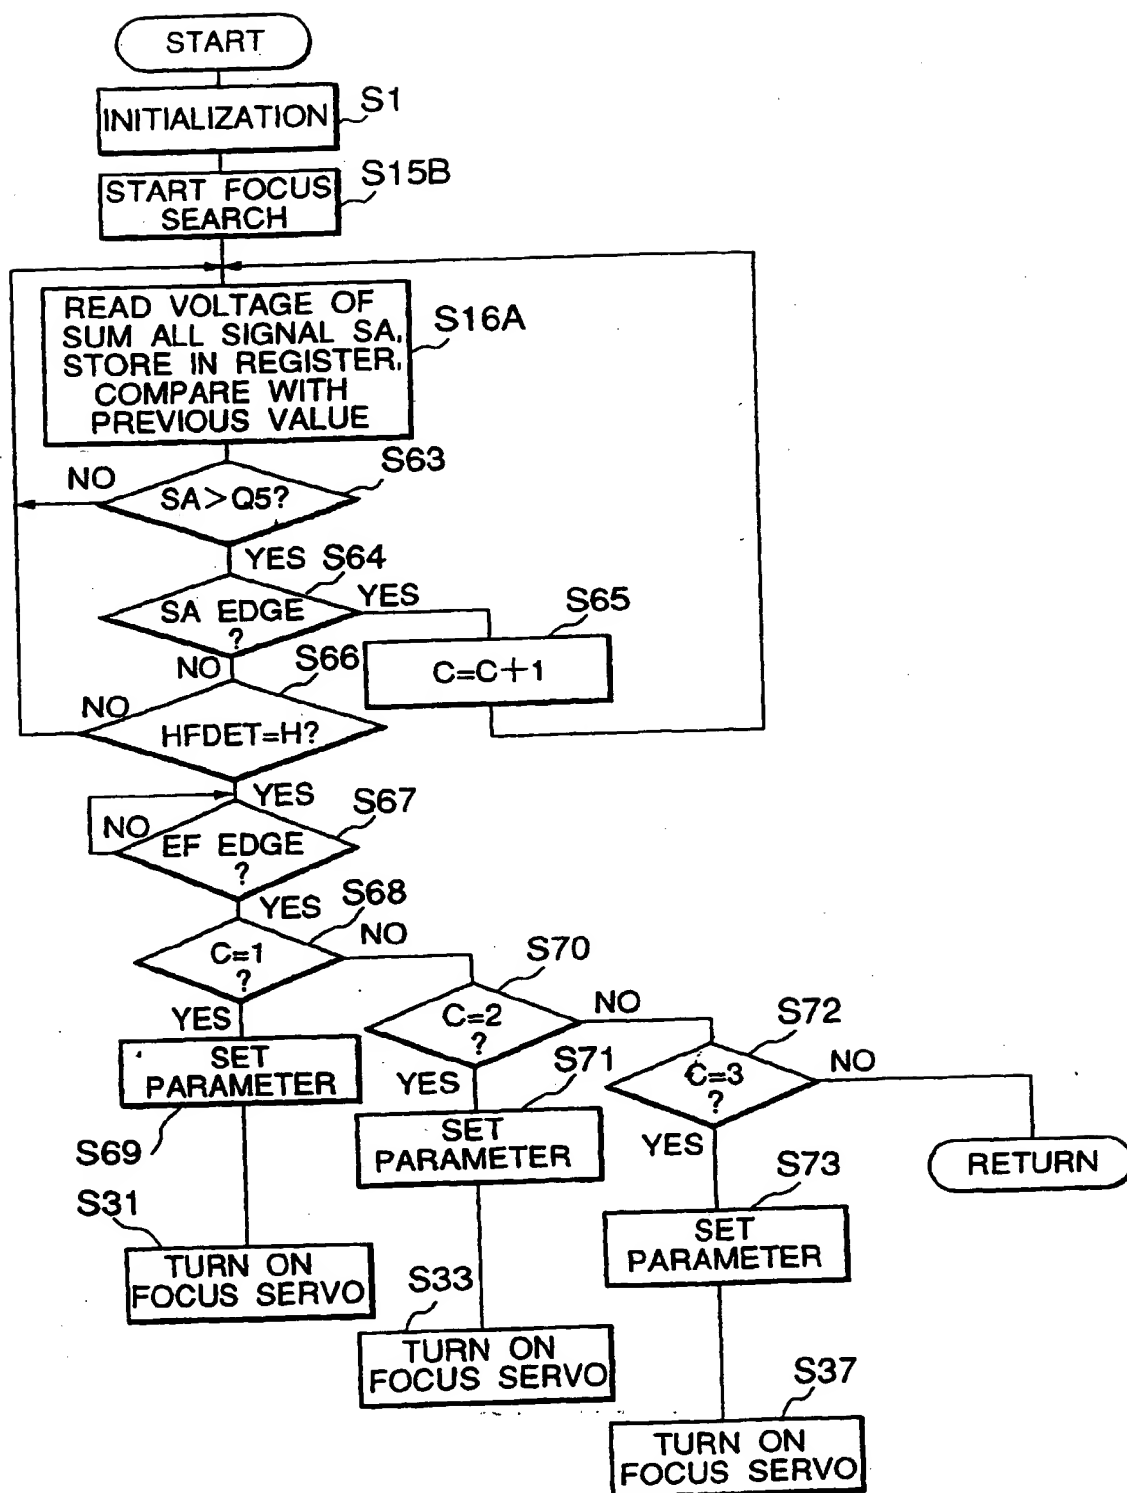 START
INITIALIZATION
S1
START FOCUS
SEARCH
S15B
READ VOLTAGE OF
SUM ALL SIGNAL SA,
STORE IN REGISTER,
COMPARE WITH
PREVIOUS VALUE
S16A
NO
SA>Q5?
S63
YES
SA EDGE
?
S64
YES
S65
C=C+1
NO
S66
NO
HFDET=H?
YES
S67
NO
EF EDGE
?
YES
S68
C=1
?
NO
S70
YES
C=2
?
NO
S72
SET
PARAMETER
S69
YES
S71
C=3
?
NO
SET
PARAMETER
YES
RETURN
S73
S31
SET
PARAMETER
TURN ON
FOCUS SERVO
S33
TURN ON
FOCUS SERVO
S37
TURN ON
FOCUS SERVO